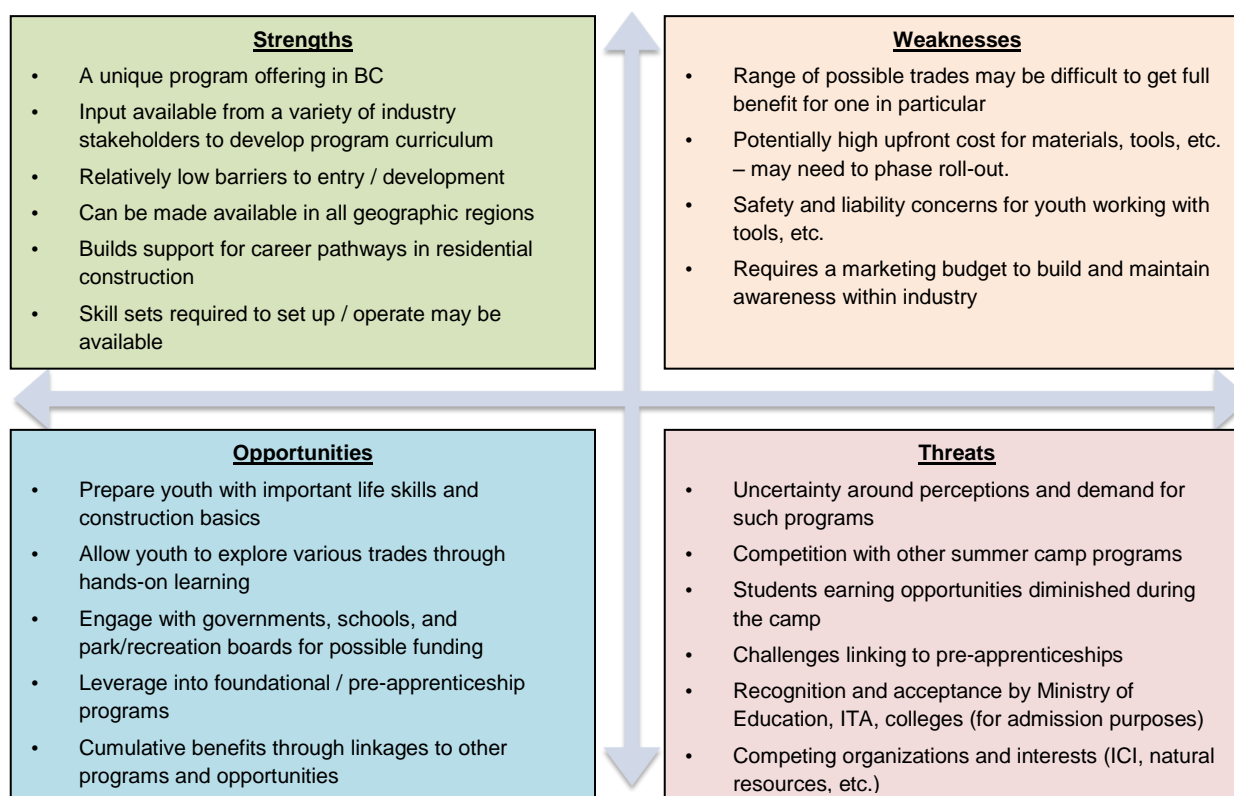 Strengths
• A unique program offering in BC
• Input available from a variety of industry
stakeholders to develop program curriculum
• Relatively low barriers to entry / development
• Can be made available in all geographic regions
• Builds support for career pathways in residential
construction
• Skill sets required to set up / operate may be
available
Weaknesses
• Range of possible trades may be difficult to get full
benefit for one in particular
• Potentially high upfront cost for materials, tools, etc.
– may need to phase roll-out.
• Safety and liability concerns for youth working with
tools, etc.
• Requires a marketing budget to build and maintain
awareness within industry
Opportunities
• Prepare youth with important life skills and
construction basics
• Allow youth to explore various trades through
hands-on learning
• Engage with governments, schools, and
park/recreation boards for possible funding
• Leverage into foundational / pre-apprenticeship
programs
• Cumulative benefits through linkages to other
programs and opportunities
Threats
• Uncertainty around perceptions and demand for
such programs
• Competition with other summer camp programs
• Students earning opportunities diminished during
the camp
• Challenges linking to pre-apprenticeships
• Recognition and acceptance by Ministry of
Education, ITA, colleges (for admission purposes)
• Competing organizations and interests (ICI, natural
resources, etc.)